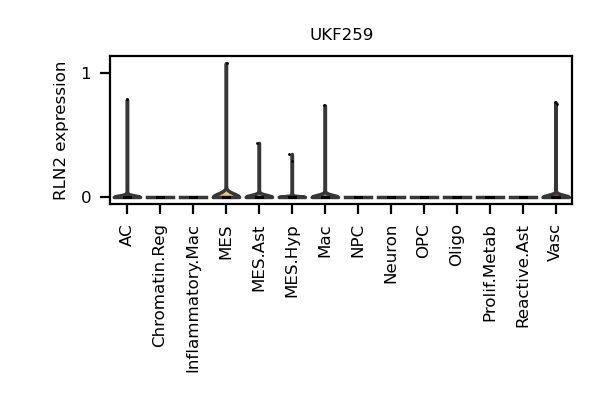 UKF259
RLN2 expression
1
0
AC
Chromatin.Reg
Inflammatory.Mac
MES
MES.Ast
MES.Hyp
Mac
NPC
Neuron
OPC
Oligo
Prolif.Metab
Reactive.Ast
Vasc